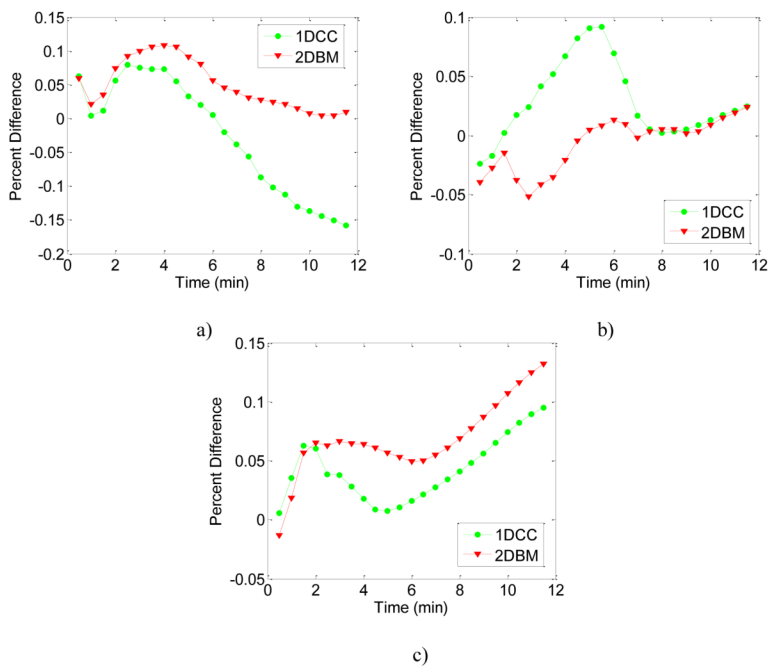 0.15
0.1
0.05
0
-0.05
-0.1
-0.15
-0.2
Percent Difference
1DCC
2DBM
0 2 4 6 8 10 12
Time (min)
a)
0.1
0.05
0
-0.05
-0.1
Percent Difference
1DCC
2DBM
0 2 4 6 8 10 12
Time (min)
b)
0.15
0.1
0.05
0
-0.05
Percent Difference
1DCC
2DBM
0 2 4 6 8 10 12
Time (min)
c)